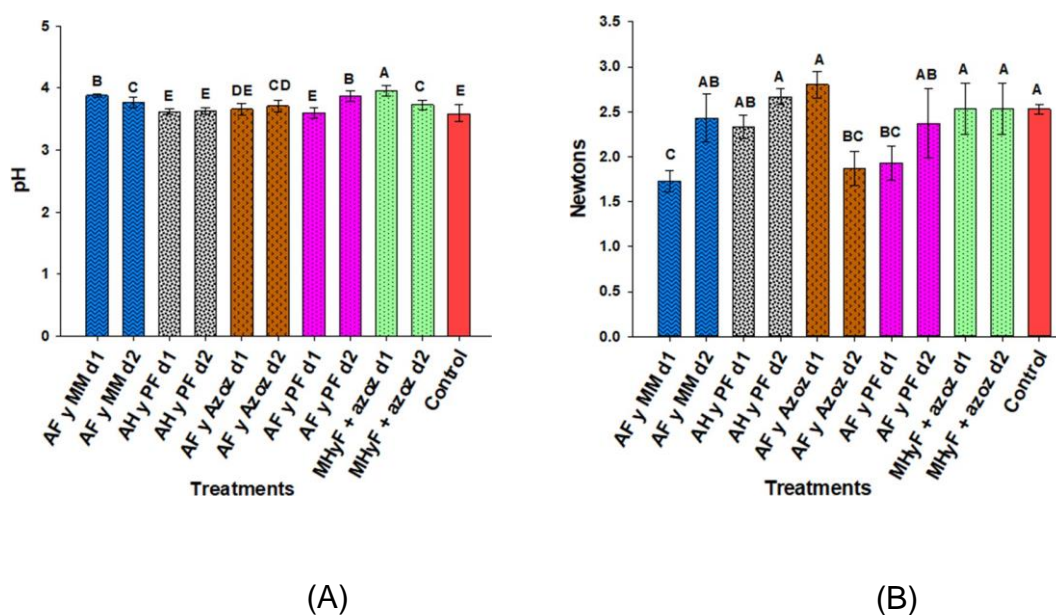 5
4
3
2
1
0
pH
B
C
E
E
DE
CD
E
B
A
C
E
AF y MM d1
AF y MM d2
AH y PF d1
AH y PF d2
AF y Azoz d1
AF y Azoz d2
AF y PF d1
AF y PF d2
MHyF + azoz d1
MHyF + azoz d2
Control
Treatments
(A)
3.5
3.0
2.5
2.0
1.5
1.0
0.5
0.0
Newtons
C
AB
AB
A
A
BC
BC
AB
A
A
A
AF y MM d1
AF y MM d2
AH y PF d1
AH y PF d2
AF y Azoz d1
AF y Azoz d2
AF y PF d1
AF y PF d2
MHyF + azoz d1
MHyF + azoz d2
Control
Treatments
(B)